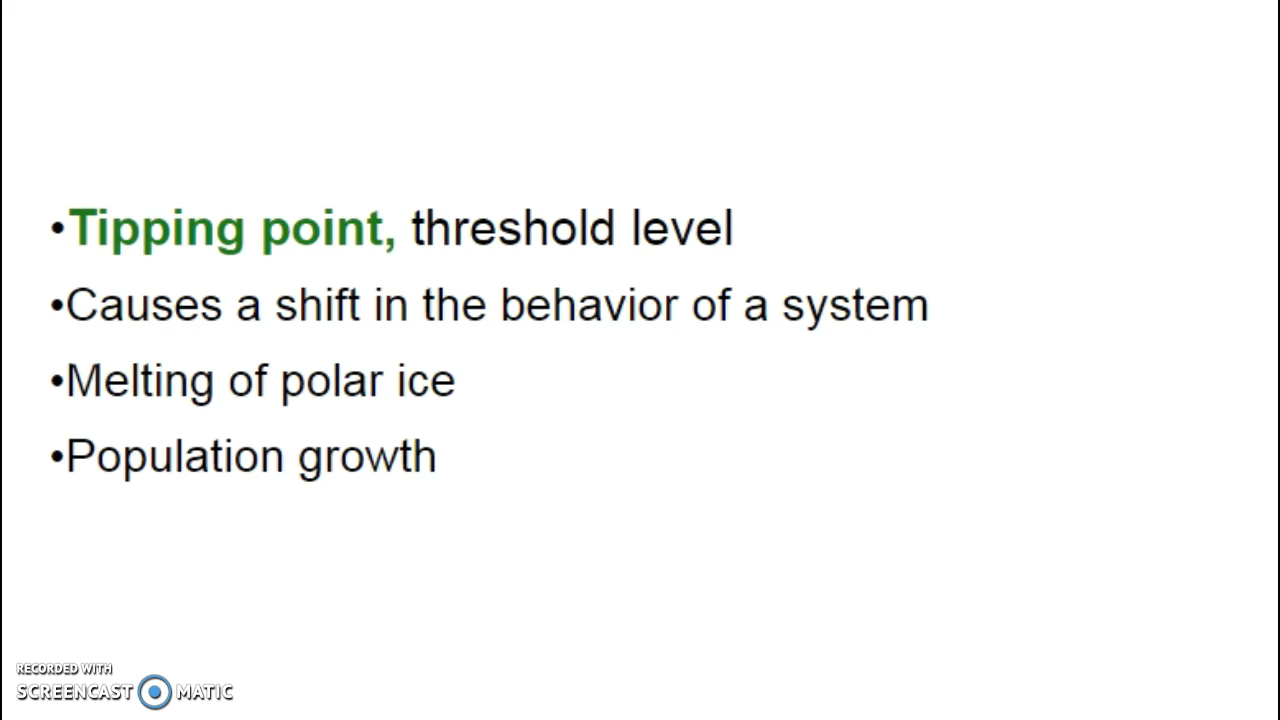 •Tipping point, threshold level
•Causes a shift in the behavior of a system
•Melting of polar ice
•Population growth
RECORDED WITH
SCREENCAST MATIC